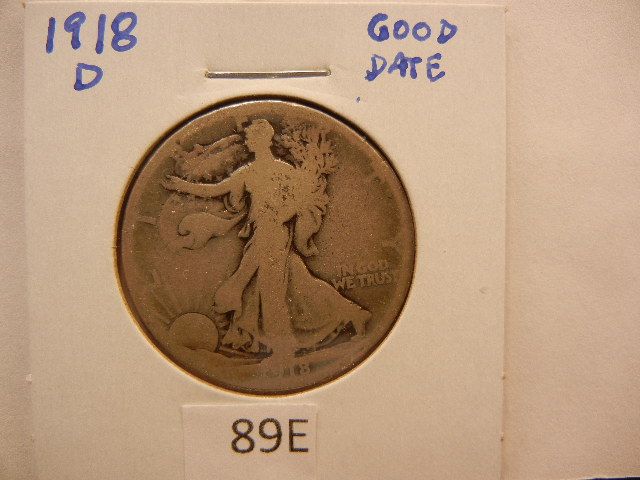 1918
D
GOOD
DATE
IN GOD
WE TRUST
1918
89E